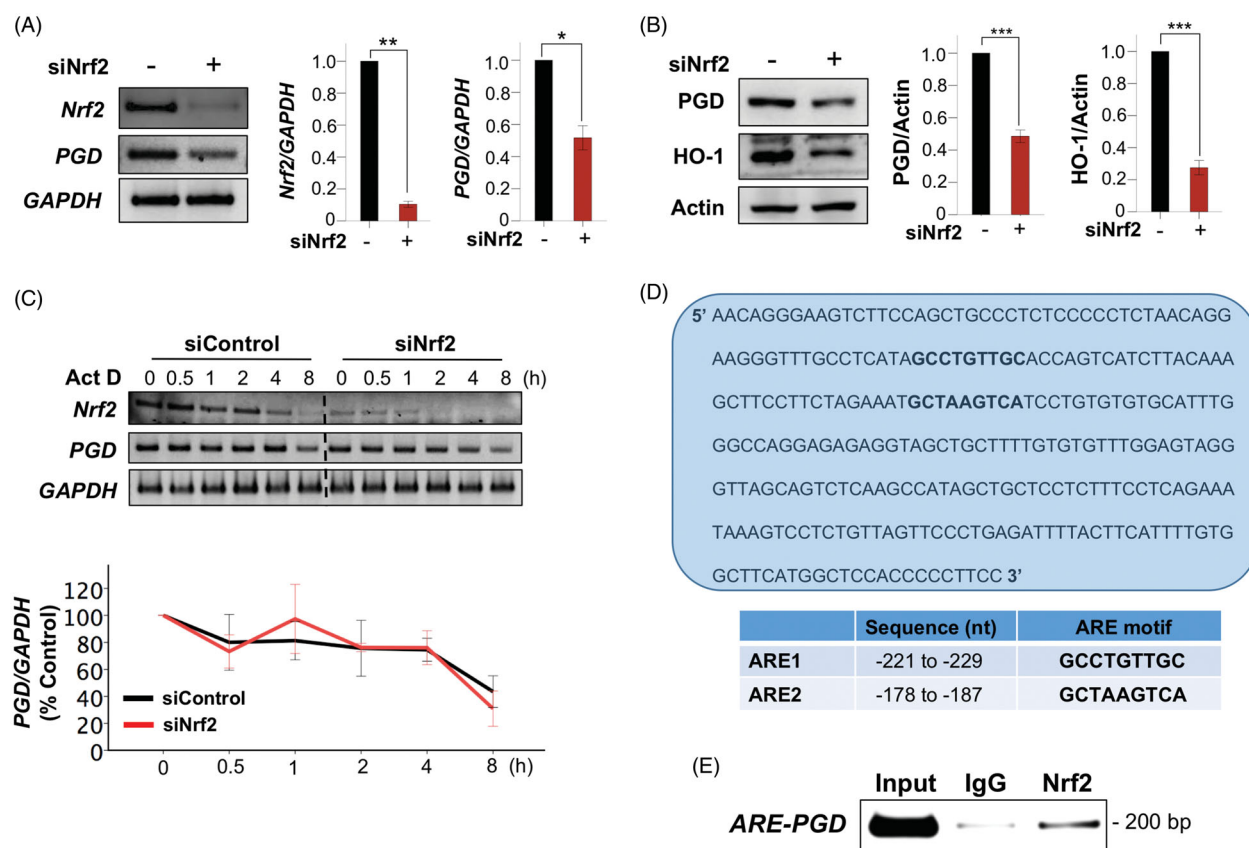 (A)
siNrf2 - +
Nrf2
PGD
GAPDH
Nrf2/GAPDH
**
1
0.8
0.6
0.4
0.2
0
siNrf2 - +
PGD/GAPDH
*
1
0.8
0.6
0.4
0.2
0
siNrf2 - +
(B)
siNrf2 - +
PGD
HO-1
Actin
PGD/Actin
***
1
0.8
0.6
0.4
0.2
0
siNrf2 - +
HO-1/Actin
***
1
0.8
0.6
0.4
0.2
0
siNrf2 - +
(C)
siControl siNrf2
Act D 0 0.5 1 2 4 8 0 0.5 1 2 4 8 (h)
Nrf2
PGD
GAPDH
PGD/GAPDH
(% Control)
120
100
80
60
40
20
0
siControl
siNrf2
0 0.5 1 2 4 8 (h)
(D)
5’ AACAGGGAAGTCTTCCAGCTGCCCTCTCCCCCTCTAACAGG
AAGGGTTTGCCTCATAGCCTGTTGCACCAGTCATCTTACAAA
GCTTCCTTCTAGAAATGCTAAGTCATCCTGTGTGTGCATTTG
GGCCAGGAGAGAGGTAGCTGCTTTTGTGTGTTTGGAGTAGG
GTTAGCAGTCTCAAGCCATAGCTGCTCCTCTTTCCTCAGAAA
TAAAGTCCTCTGTTAGTTCCCTGAGATTTTACTTCATTTTGTG
GCTTCATGGCTCCACCCCCTTCC 3’
Sequence (nt) ARE motif
ARE1 -221 to -229 GCCTGTTGC
ARE2 -178 to -187 GCTAAGTCA
(E)
Input IgG Nrf2
ARE-PGD - 200 bp